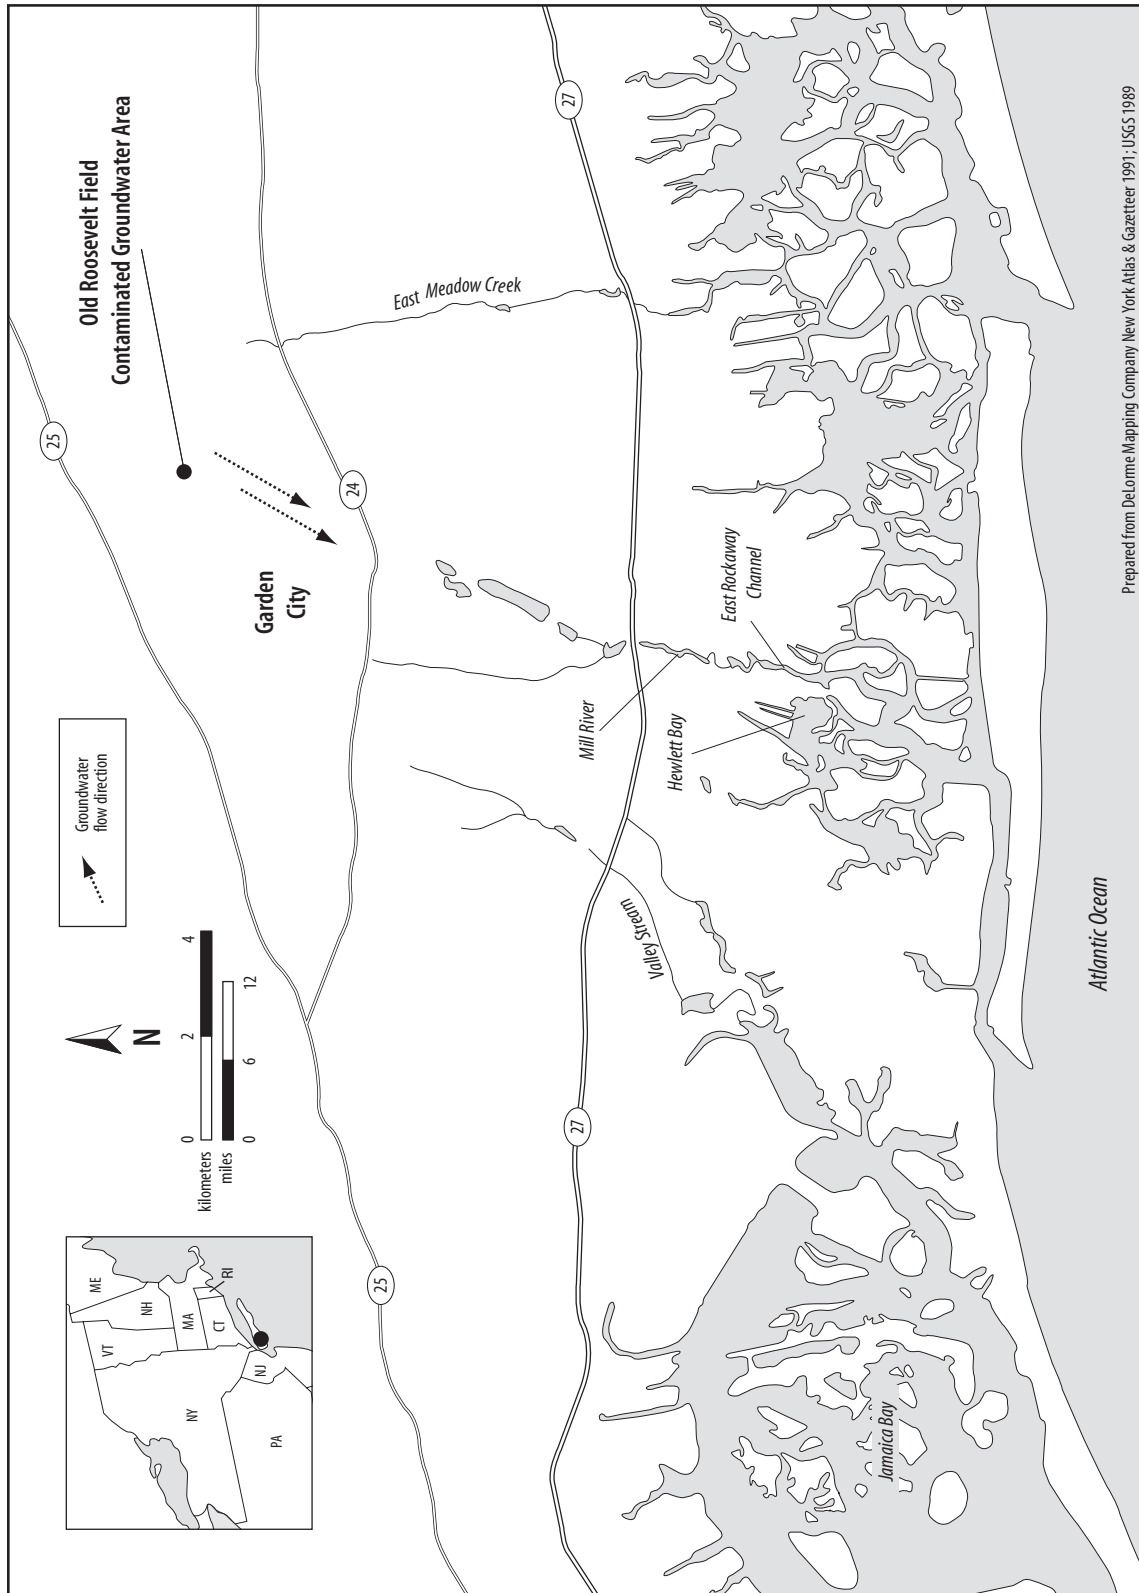 ME
VT
NH
MA
RI
CT
NY
NJ
PA
N
0
2
4
kilometers
miles
0
6
12
Groundwater
flow direction
Old Roosevelt Field
Contaminated Groundwater Area
25
25
24
Garden
City
East Meadow Creek
27
27
Valley Stream
Mill River
Hewlett Bay
East Rockaway
Channel
Jamaica Bay
Atlantic Ocean
Prepared from DeLorme Mapping Company New York Atlas & Gazetteer 1991; USGS 1989